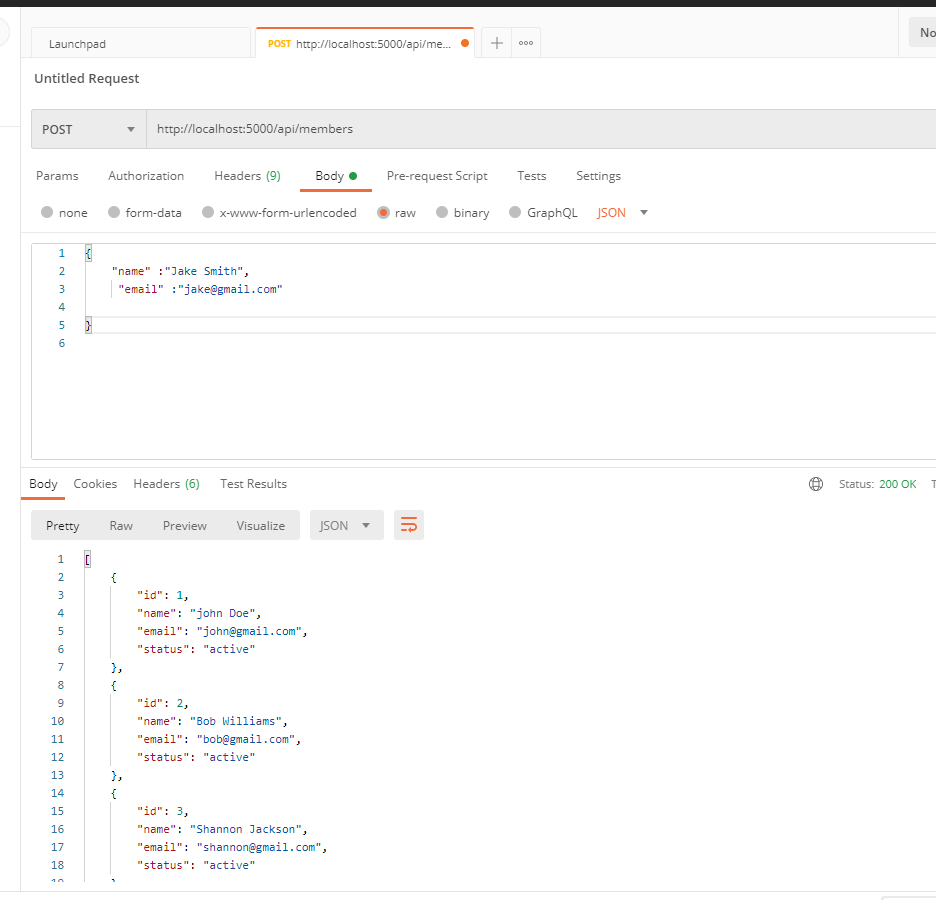 Launchpad
POST http://localhost:5000/api/me...
No
Untitled Request
POST http://localhost:5000/api/members
Params Authorization Headers (9) Body Pre-request Script Tests Settings
none form-data x-www-form-urlencoded raw binary GraphQL JSON
1 {
2 "name" :"Jake Smith",
3 "email" :"jake@gmail.com"
4
5 }
6
Body Cookies Headers (6) Test Results Status: 200 OK T
Pretty Raw Preview Visualize JSON
1 [
2 {
3 "id": 1,
4 "name": "john Doe",
5 "email": "john@gmail.com",
6 "status": "active"
7 },
8 {
9 "id": 2,
10 "name": "Bob Williams",
11 "email": "bob@gmail.com",
12 "status": "active"
13 },
14 {
15 "id": 3,
16 "name": "Shannon Jackson",
17 "email": "shannon@gmail.com",
18 "status": "active"